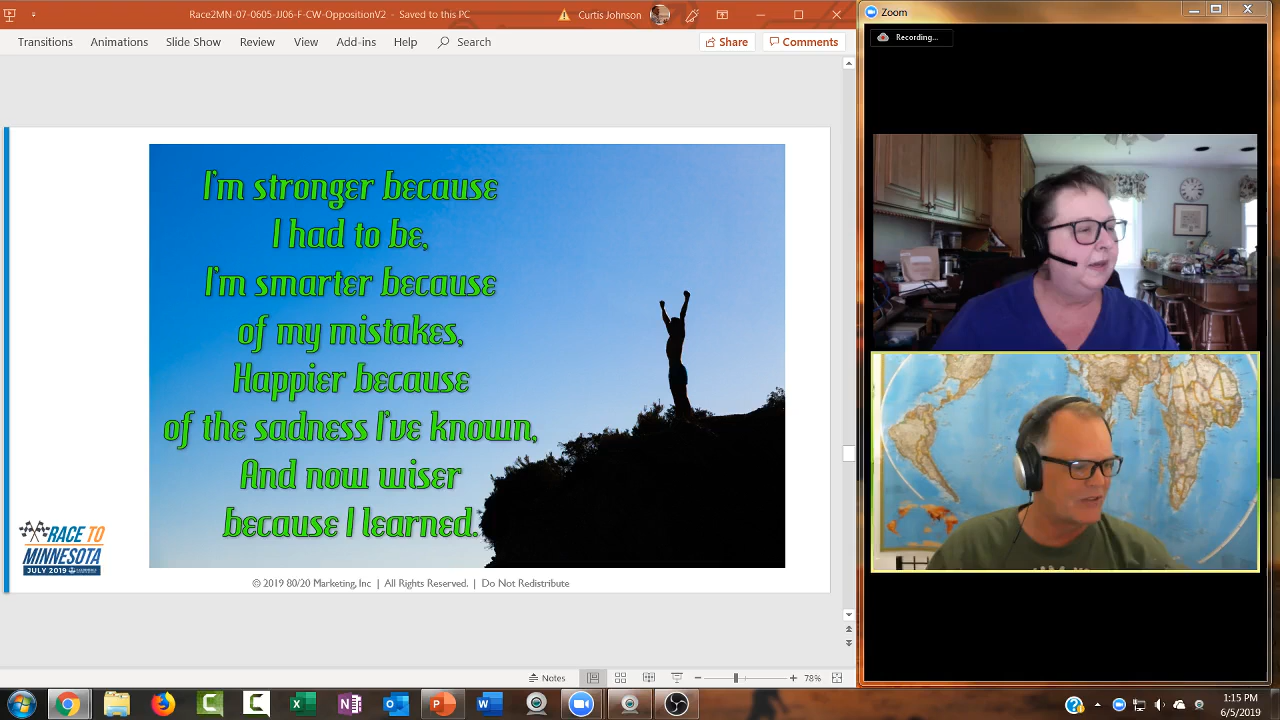 Race2MN-07-0605-JJ06-F-CW-OppositionV2 - Saved to this PC
Curtis Johnson
Zoom
Transitions Animations Slide Show Review View Add-ins Help Search
Share Comments
Recording...
I'm stronger because
I had to be,
I'm smarter because
of my mistakes,
Happier because
of the sadness I've known,
And now wiser
because I learned.
RACE TO
MINNESOTA
JULY 2019
© 2019 80/20 Marketing, Inc | All Rights Reserved. | Do Not Redistribute
Notes
78%
1:15 PM
6/5/2019